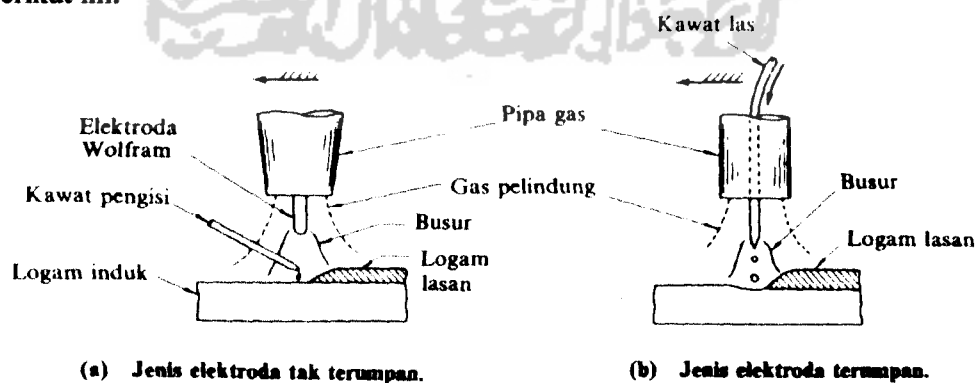 Kawat las
Elektroda
Wolfram
Pipa gas
Kawat pengisi
Gas pelindung
Busur
Busur
Logam induk
Logam
lasan
Logam lasan
(a) Jenis elektroda tak terumpan.
(b) Jenis elektroda terumpan.